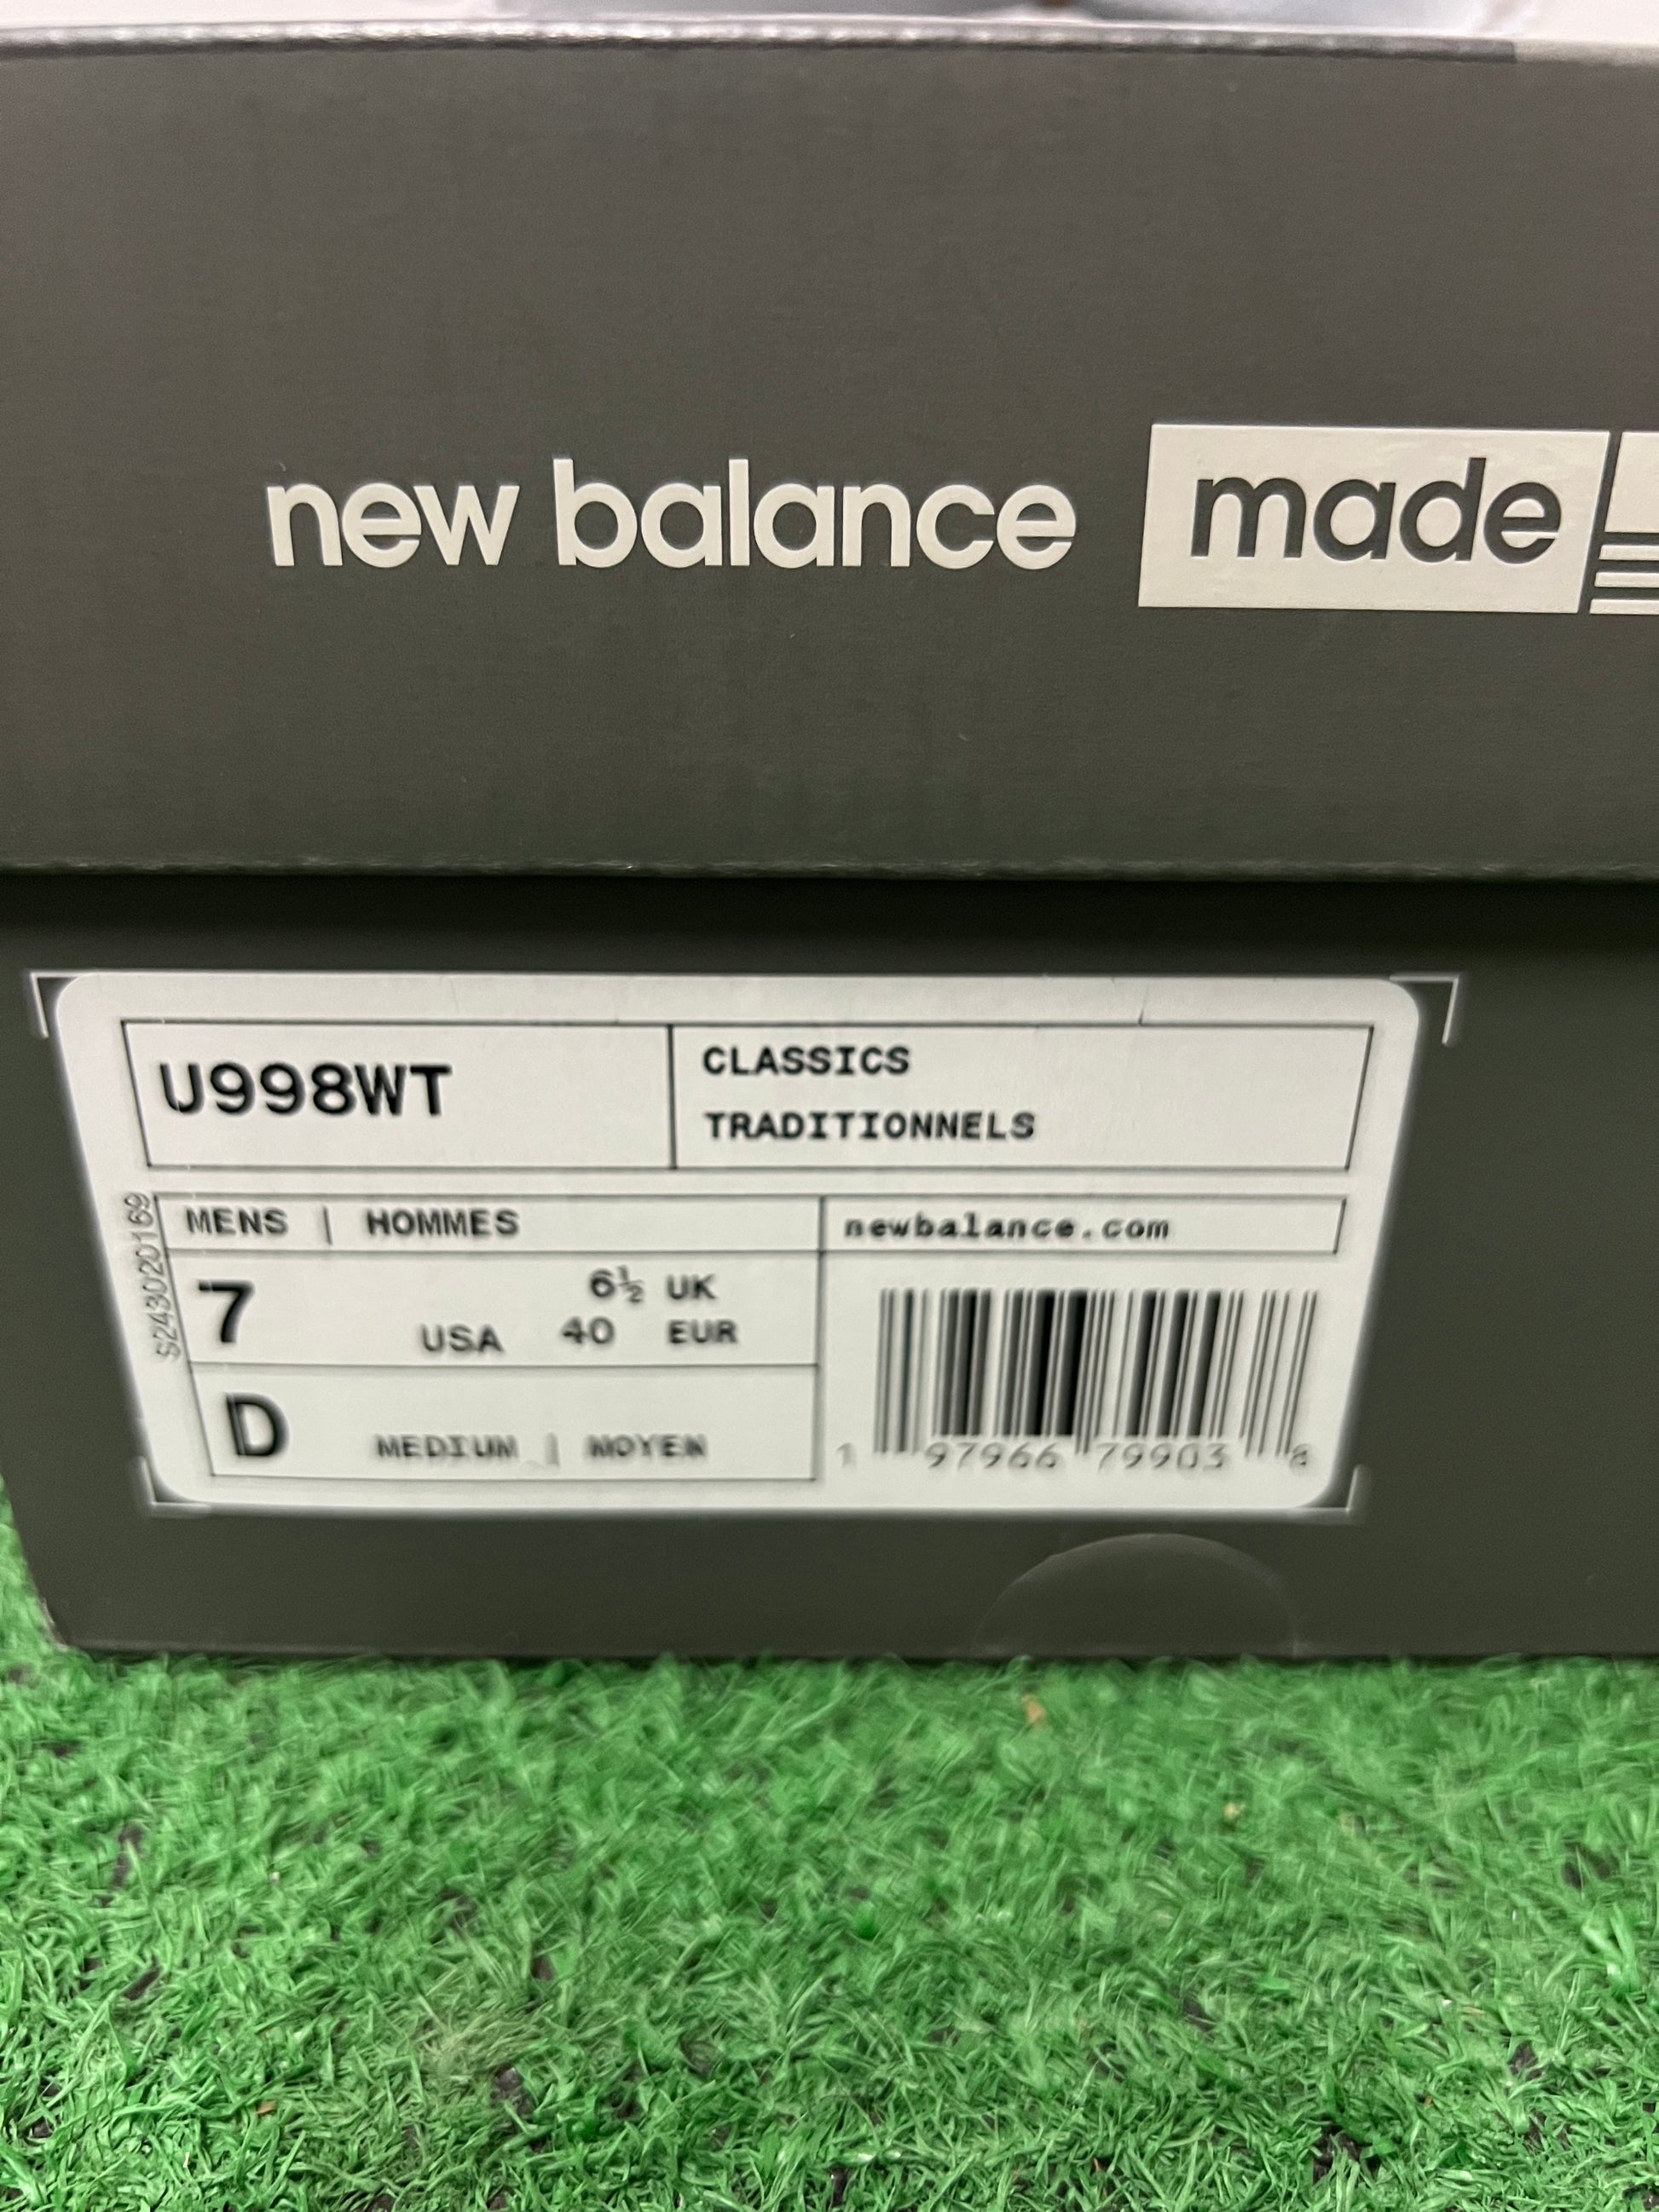 new balance made
U998WT
CLASSICS
TRADITIONNELS
S2430220169
MENS | HOMMES
newbalance.com
7 USA
6½ UK
40 EUR
D MEDIUM | MOYEN
1 97966 79903 8